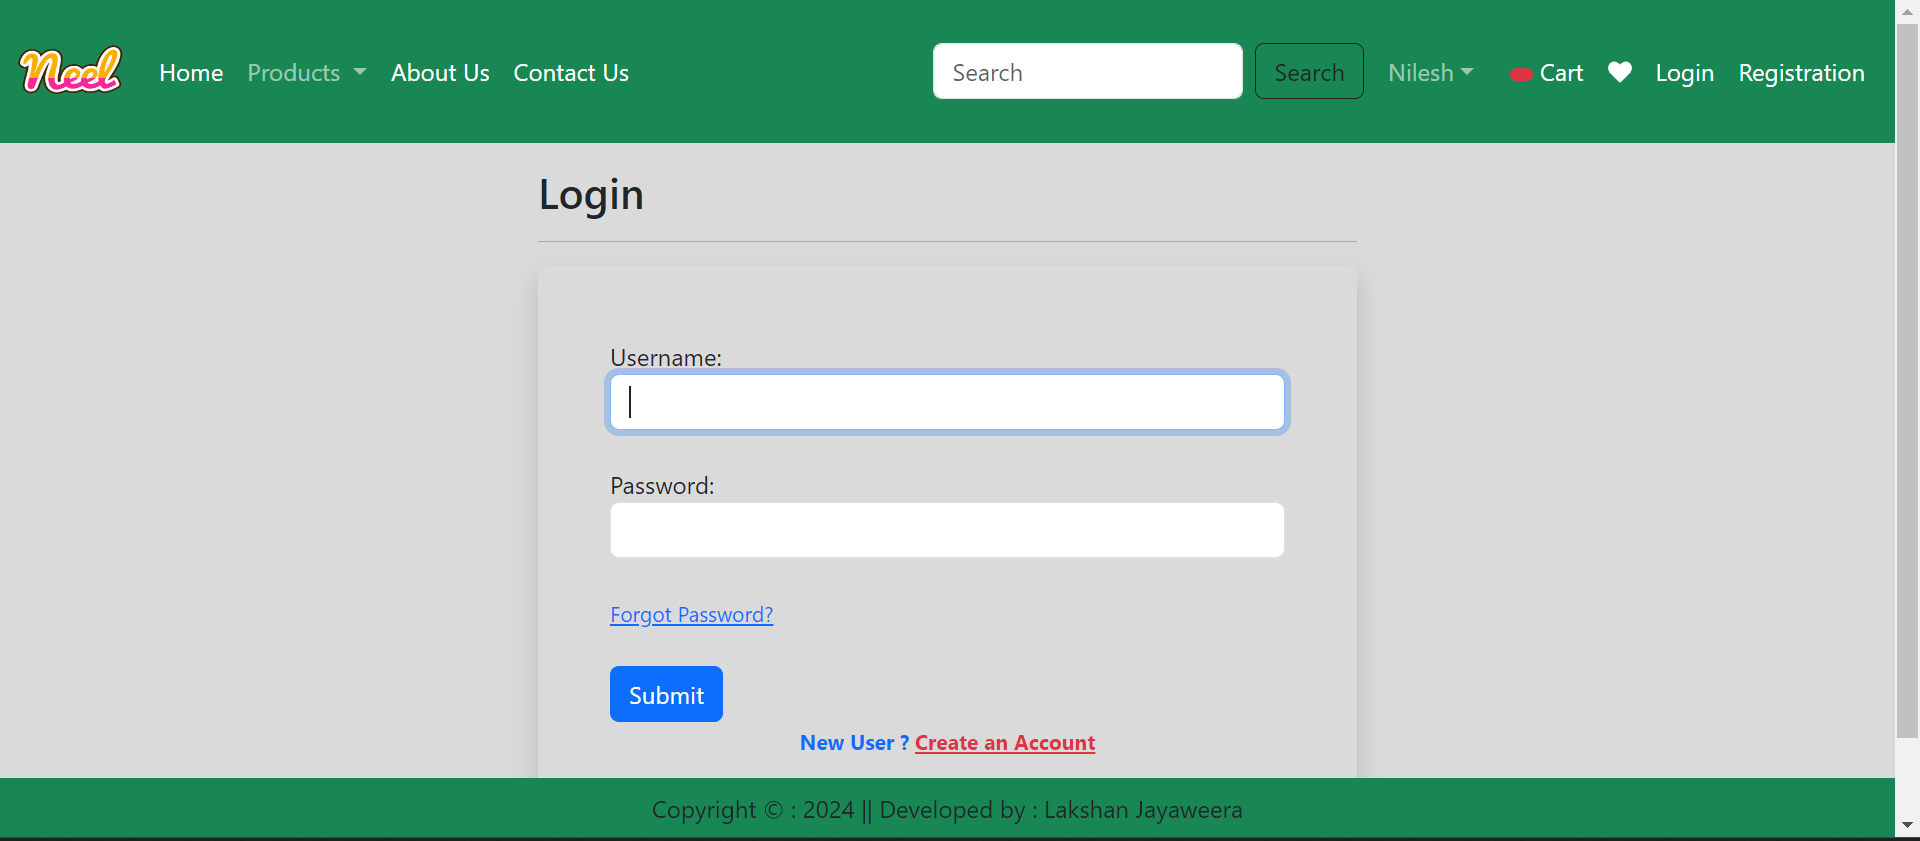 Neel Home Products About Us Contact Us Search Search Nilesh Cart Login Registration
Login
Username:
Password:
Forgot Password?
Submit
New User ? Create an Account
Copyright © : 2024 || Developed by : Lakshan Jayaweera